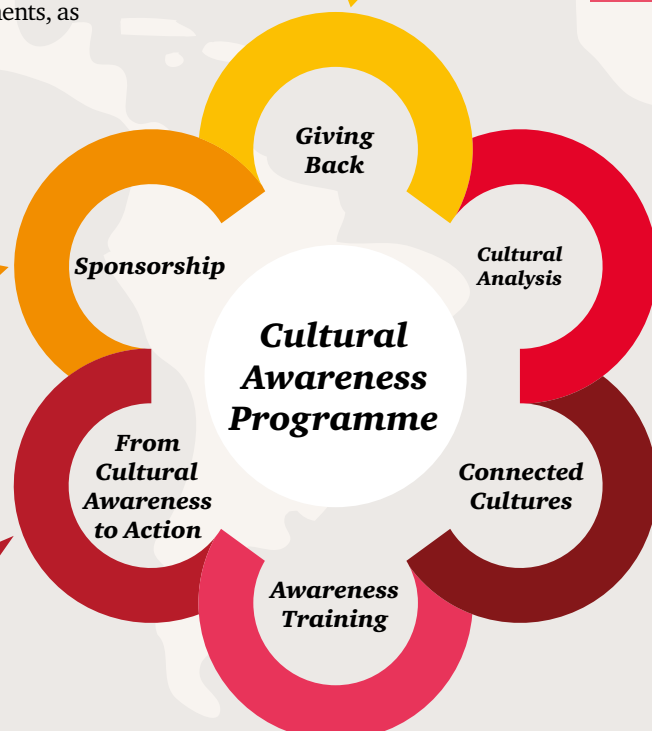 ments, as
Giving
Back
Cultural
Analysis
Sponsorship
Cultural
Awareness
Programme
From
Cultural
Awareness
to Action
Connected
Cultures
Awareness
Training